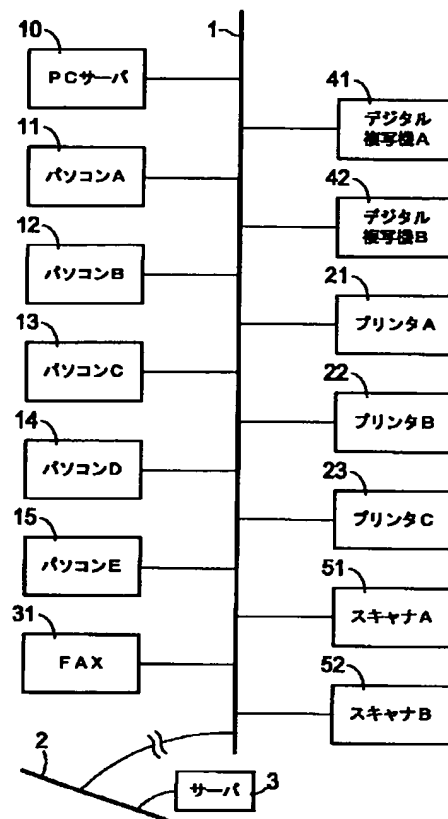 10
PCサーバ
11
パソコンA
12
パソコンB
13
パソコンC
14
パソコンD
15
パソコンE
31
FAX
1
41
デジタル
複写機A
42
デジタル
複写機B
21
プリンタA
22
プリンタB
23
プリンタC
51
スキャナA
52
スキャナB
2
サーバ
3